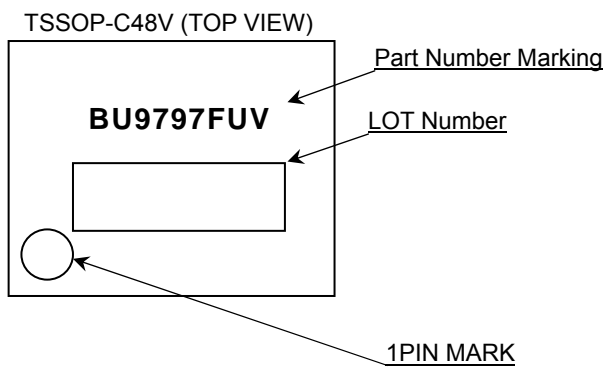 TSSOP-C48V (TOP VIEW)
Part Number Marking
BU9797FUV
LOT Number
1PIN MARK